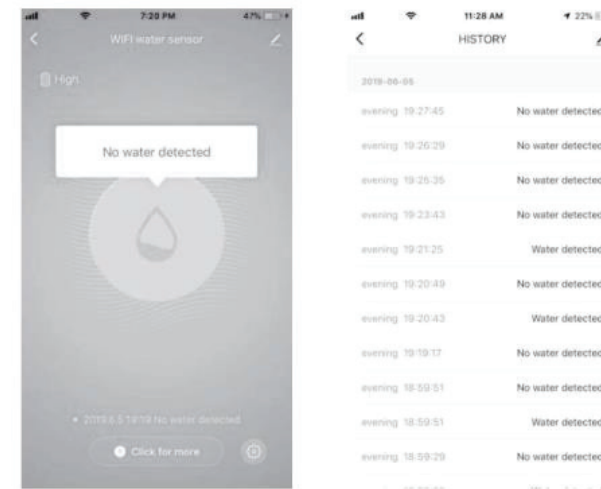 7:20 PM 47%
WIFI water sensor
High
No water detected
2019.6.5 19:19 No water detected
Click for more
11:28 AM 22%
HISTORY
2019-06-05
evening 19:27:45 No water detected
evening 19:26:29 No water detected
evening 19:25:35 No water detected
evening 19:23:43 No water detected
evening 19:21:25 Water detected
evening 19:20:49 No water detected
evening 19:20:43 Water detected
evening 19:19:17 No water detected
evening 18:59:51 No water detected
evening 18:59:51 Water detected
evening 18:59:29 No water detected